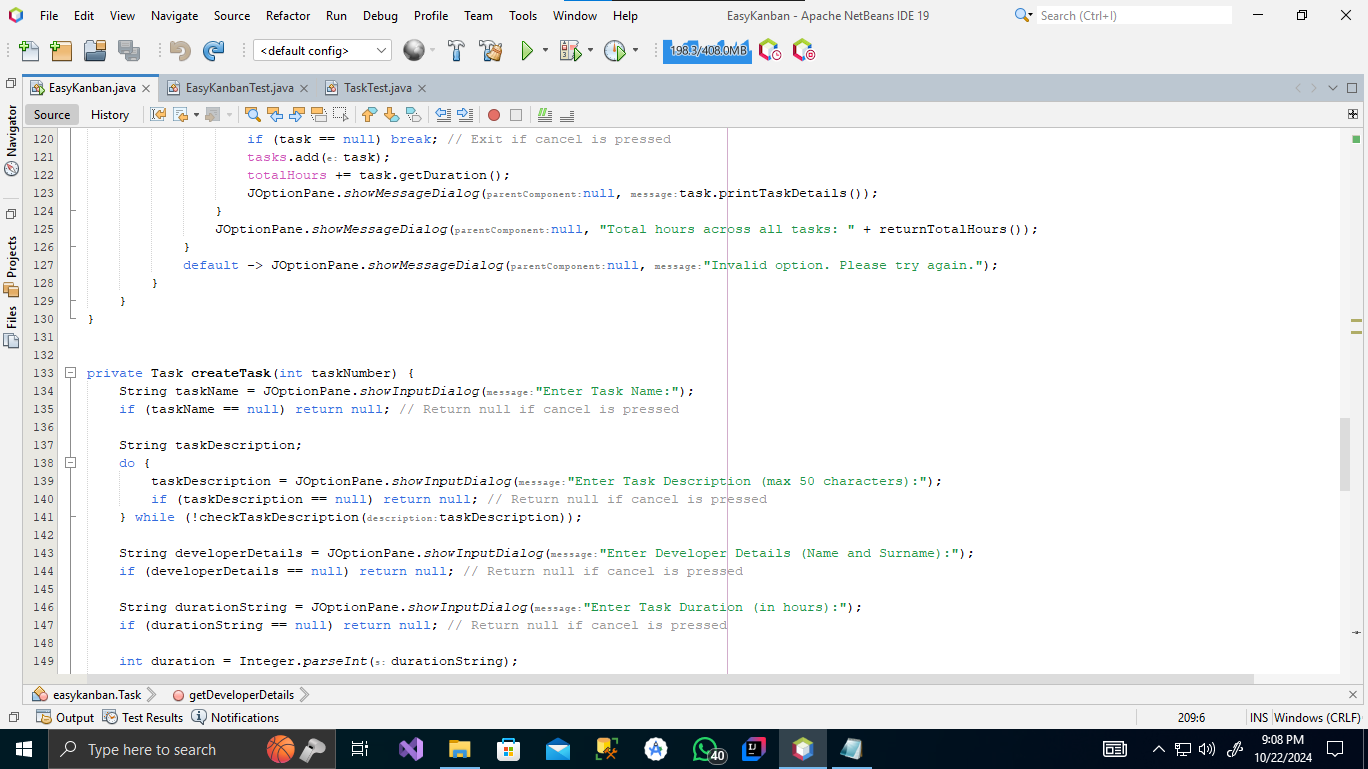 File Edit View Navigate Source Refactor Run Debug Profile Team Tools Window Help EasyKanban - Apache NetBeans IDE 19 Search (Ctrl+I)
<default config> 198.3/408.0MB
EasyKanban.java EasyKanbanTest.java TaskTest.java
Source History
Navigator
Projects
Files
120 if (task == null) break; // Exit if cancel is pressed
121 tasks.add(e: task);
122 totalHours += task.getDuration();
123 JOptionPane.showMessageDialog(parentComponent: null, message: task.printTaskDetails());
124 }
125 JOptionPane.showMessageDialog(parentComponent: null, "Total hours across all tasks: " + returnTotalHours());
126 }
127 default -> JOptionPane.showMessageDialog(parentComponent: null, message: "Invalid option. Please try again.");
128 }
129 }
130 }
131
132
133 private Task createTask(int taskNumber) {
134 String taskName = JOptionPane.showInputDialog(message: "Enter Task Name:");
135 if (taskName == null) return null; // Return null if cancel is pressed
136
137 String taskDescription;
138 do {
139 taskDescription = JOptionPane.showInputDialog(message: "Enter Task Description (max 50 characters):");
140 if (taskDescription == null) return null; // Return null if cancel is pressed
141 } while (!checkTaskDescription(description: taskDescription));
142
143 String developerDetails = JOptionPane.showInputDialog(message: "Enter Developer Details (Name and Surname):");
144 if (developerDetails == null) return null; // Return null if cancel is pressed
145
146 String durationString = JOptionPane.showInputDialog(message: "Enter Task Duration (in hours):");
147 if (durationString == null) return null; // Return null if cancel is pressed
148
149 int duration = Integer.parseInt(s: durationString);
easykanban.Task getDeveloperDetails
Output Test Results Notifications 209:6 INS Windows (CRLF)
Type here to search 40 9:08 PM
10/22/2024